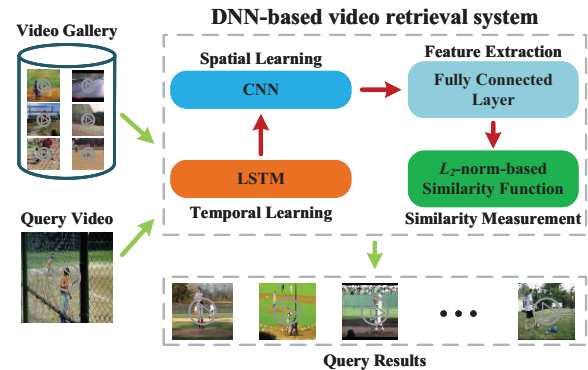 DNN-based video retrieval system
Video Gallery
Spatial Learning
CNN
LSTM
Temporal Learning
Feature Extraction
Fully Connected
Layer
L₂-norm-based
Similarity Function
Similarity Measurement
Query Video
Query Results